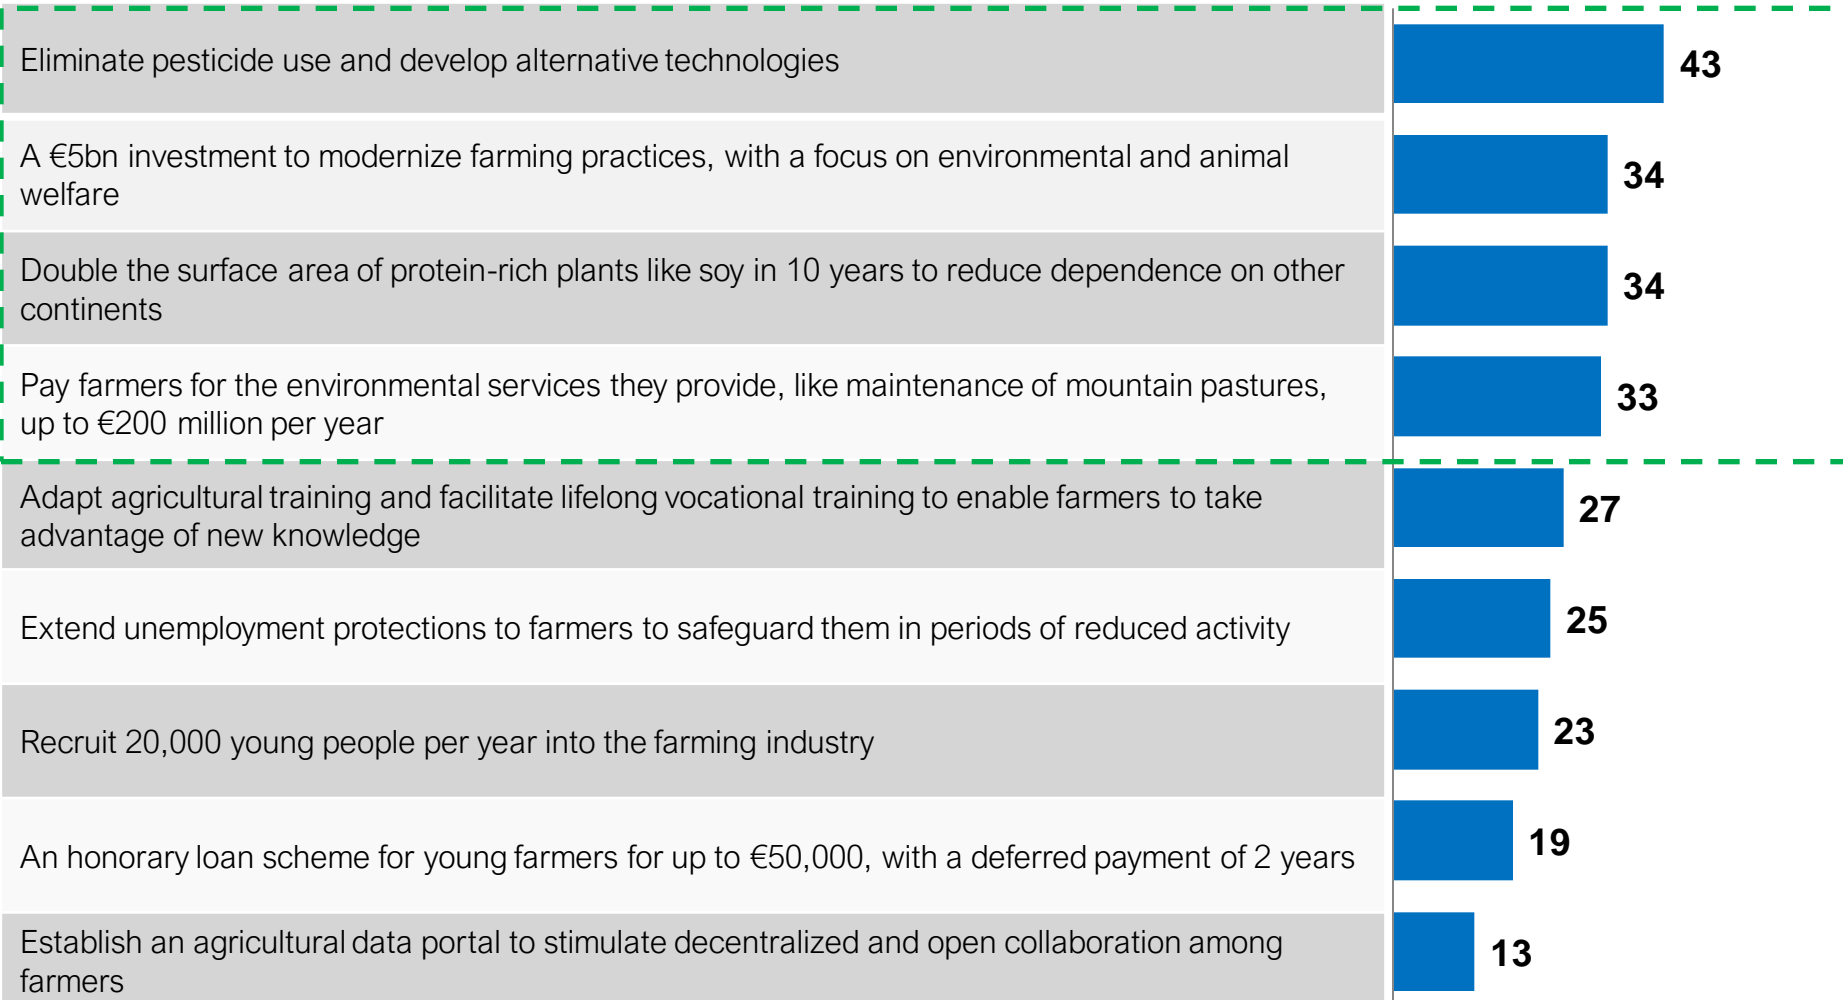 Eliminate pesticide use and develop alternative technologies
43
A €5bn investment to modernize farming practices, with a focus on environmental and animal
welfare
34
Double the surface area of protein-rich plants like soy in 10 years to reduce dependence on other
continents
34
Pay farmers for the environmental services they provide, like maintenance of mountain pastures,
up to €200 million per year
33
Adapt agricultural training and facilitate lifelong vocational training to enable farmers to take
advantage of new knowledge
27
Extend unemployment protections to farmers to safeguard them in periods of reduced activity
25
Recruit 20,000 young people per year into the farming industry
23
An honorary loan scheme for young farmers for up to €50,000, with a deferred payment of 2 years
19
Establish an agricultural data portal to stimulate decentralized and open collaboration among
farmers
13